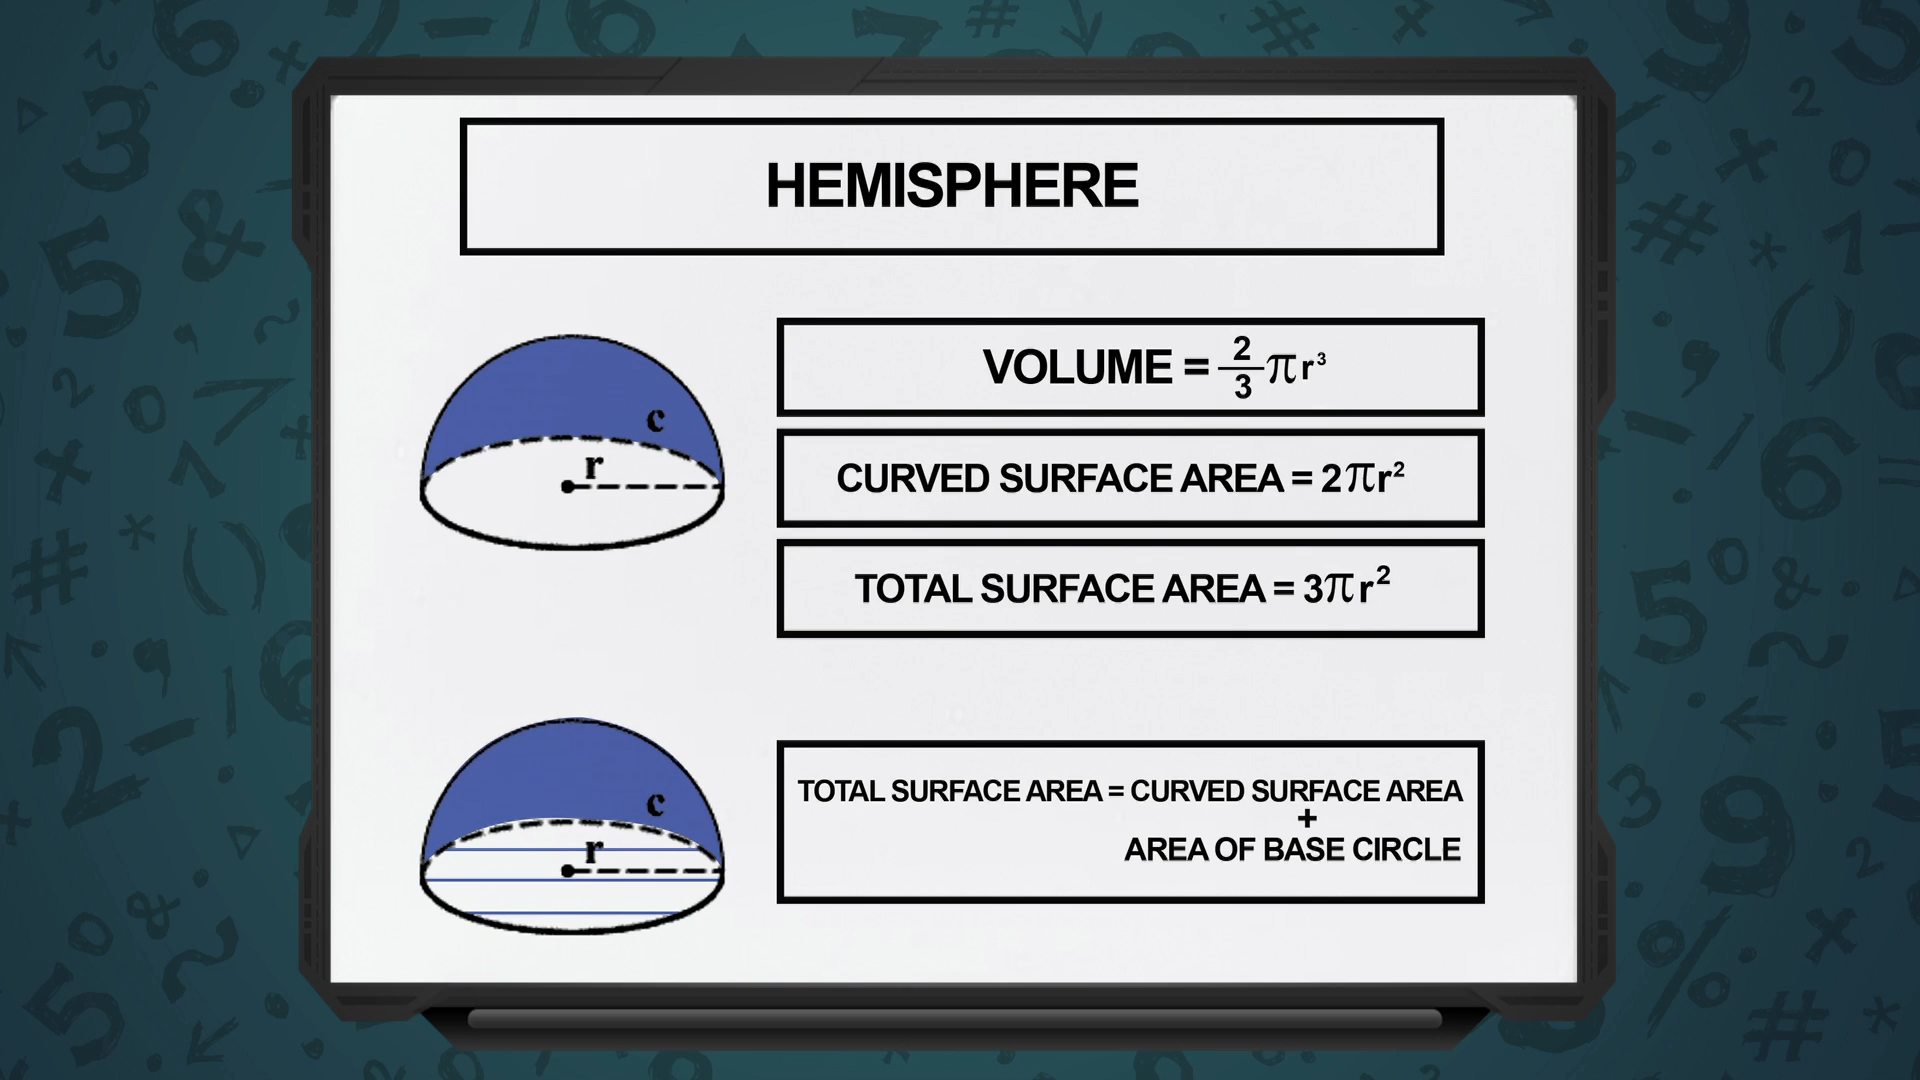 HEMISPHERE
c
r
VOLUME = 2/3 πr³
CURVED SURFACE AREA = 2πr²
TOTAL SURFACE AREA = 3πr²
c
r
TOTAL SURFACE AREA = CURVED SURFACE AREA
+
AREA OF BASE CIRCLE